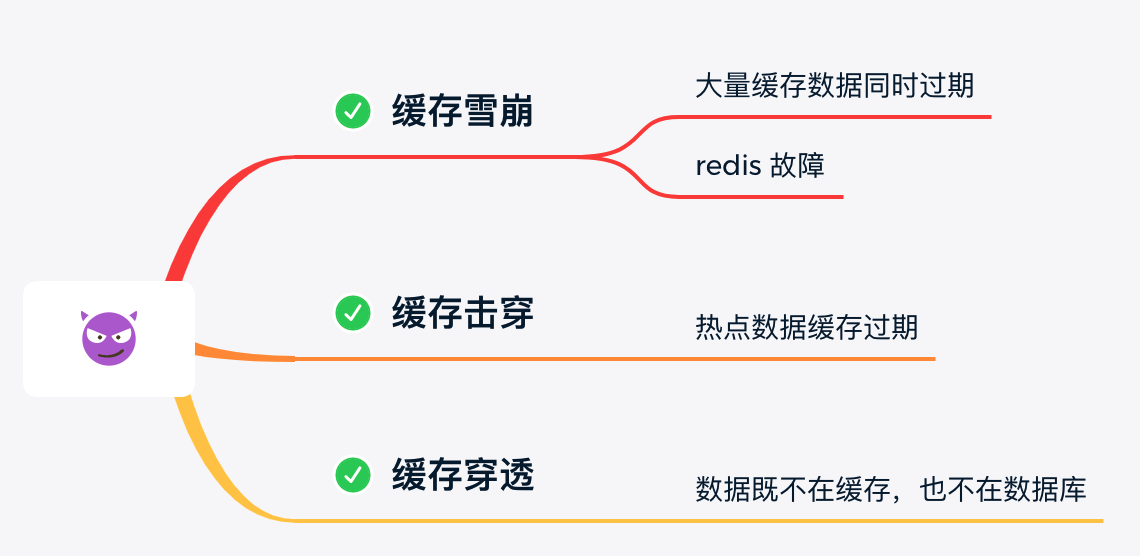 缓存雪崩
大量缓存数据同时过期
redis 故障
缓存击穿
热点数据缓存过期
缓存穿透
数据既不在缓存，也不在数据库